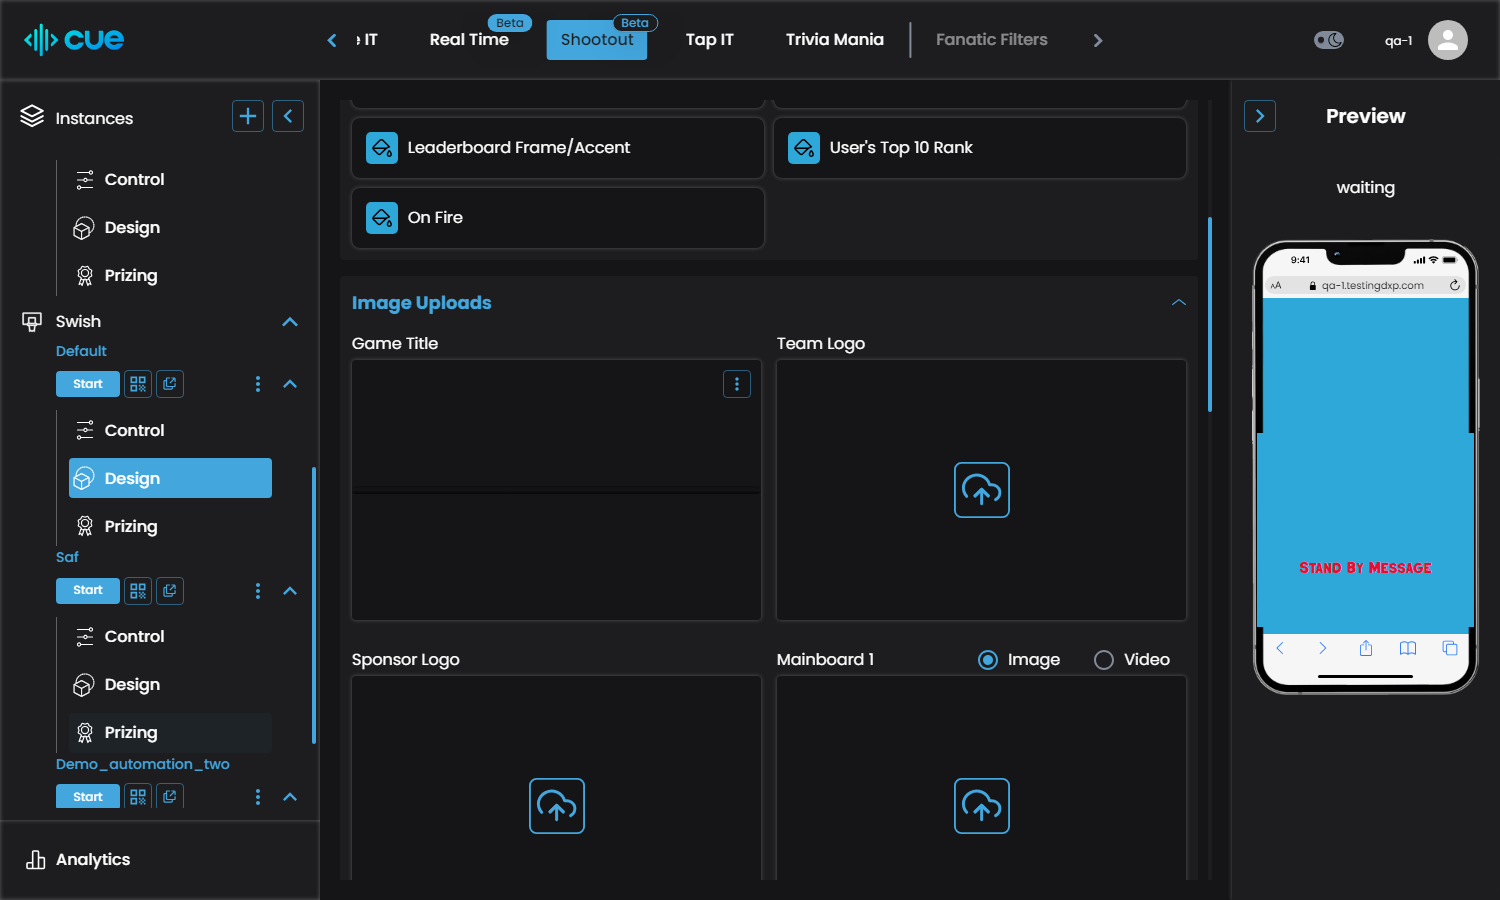 cue
IT
Real Time
Beta
Shootout
Beta
Tap IT
Trivia Mania
Fanatic Filters
qa-1
Instances
Control
Design
Prizing
Swish
Default
Start
Control
Design
Prizing
Saf
Start
Control
Design
Prizing
Demo_automation_two
Start
Analytics
Leaderboard Frame/Accent
User's Top 10 Rank
On Fire
Image Uploads
Game Title
Team Logo
Sponsor Logo
Mainboard 1
Image
Video
Preview
waiting
9:41
AA
qa-1.testingdxp.com
Stand By Message